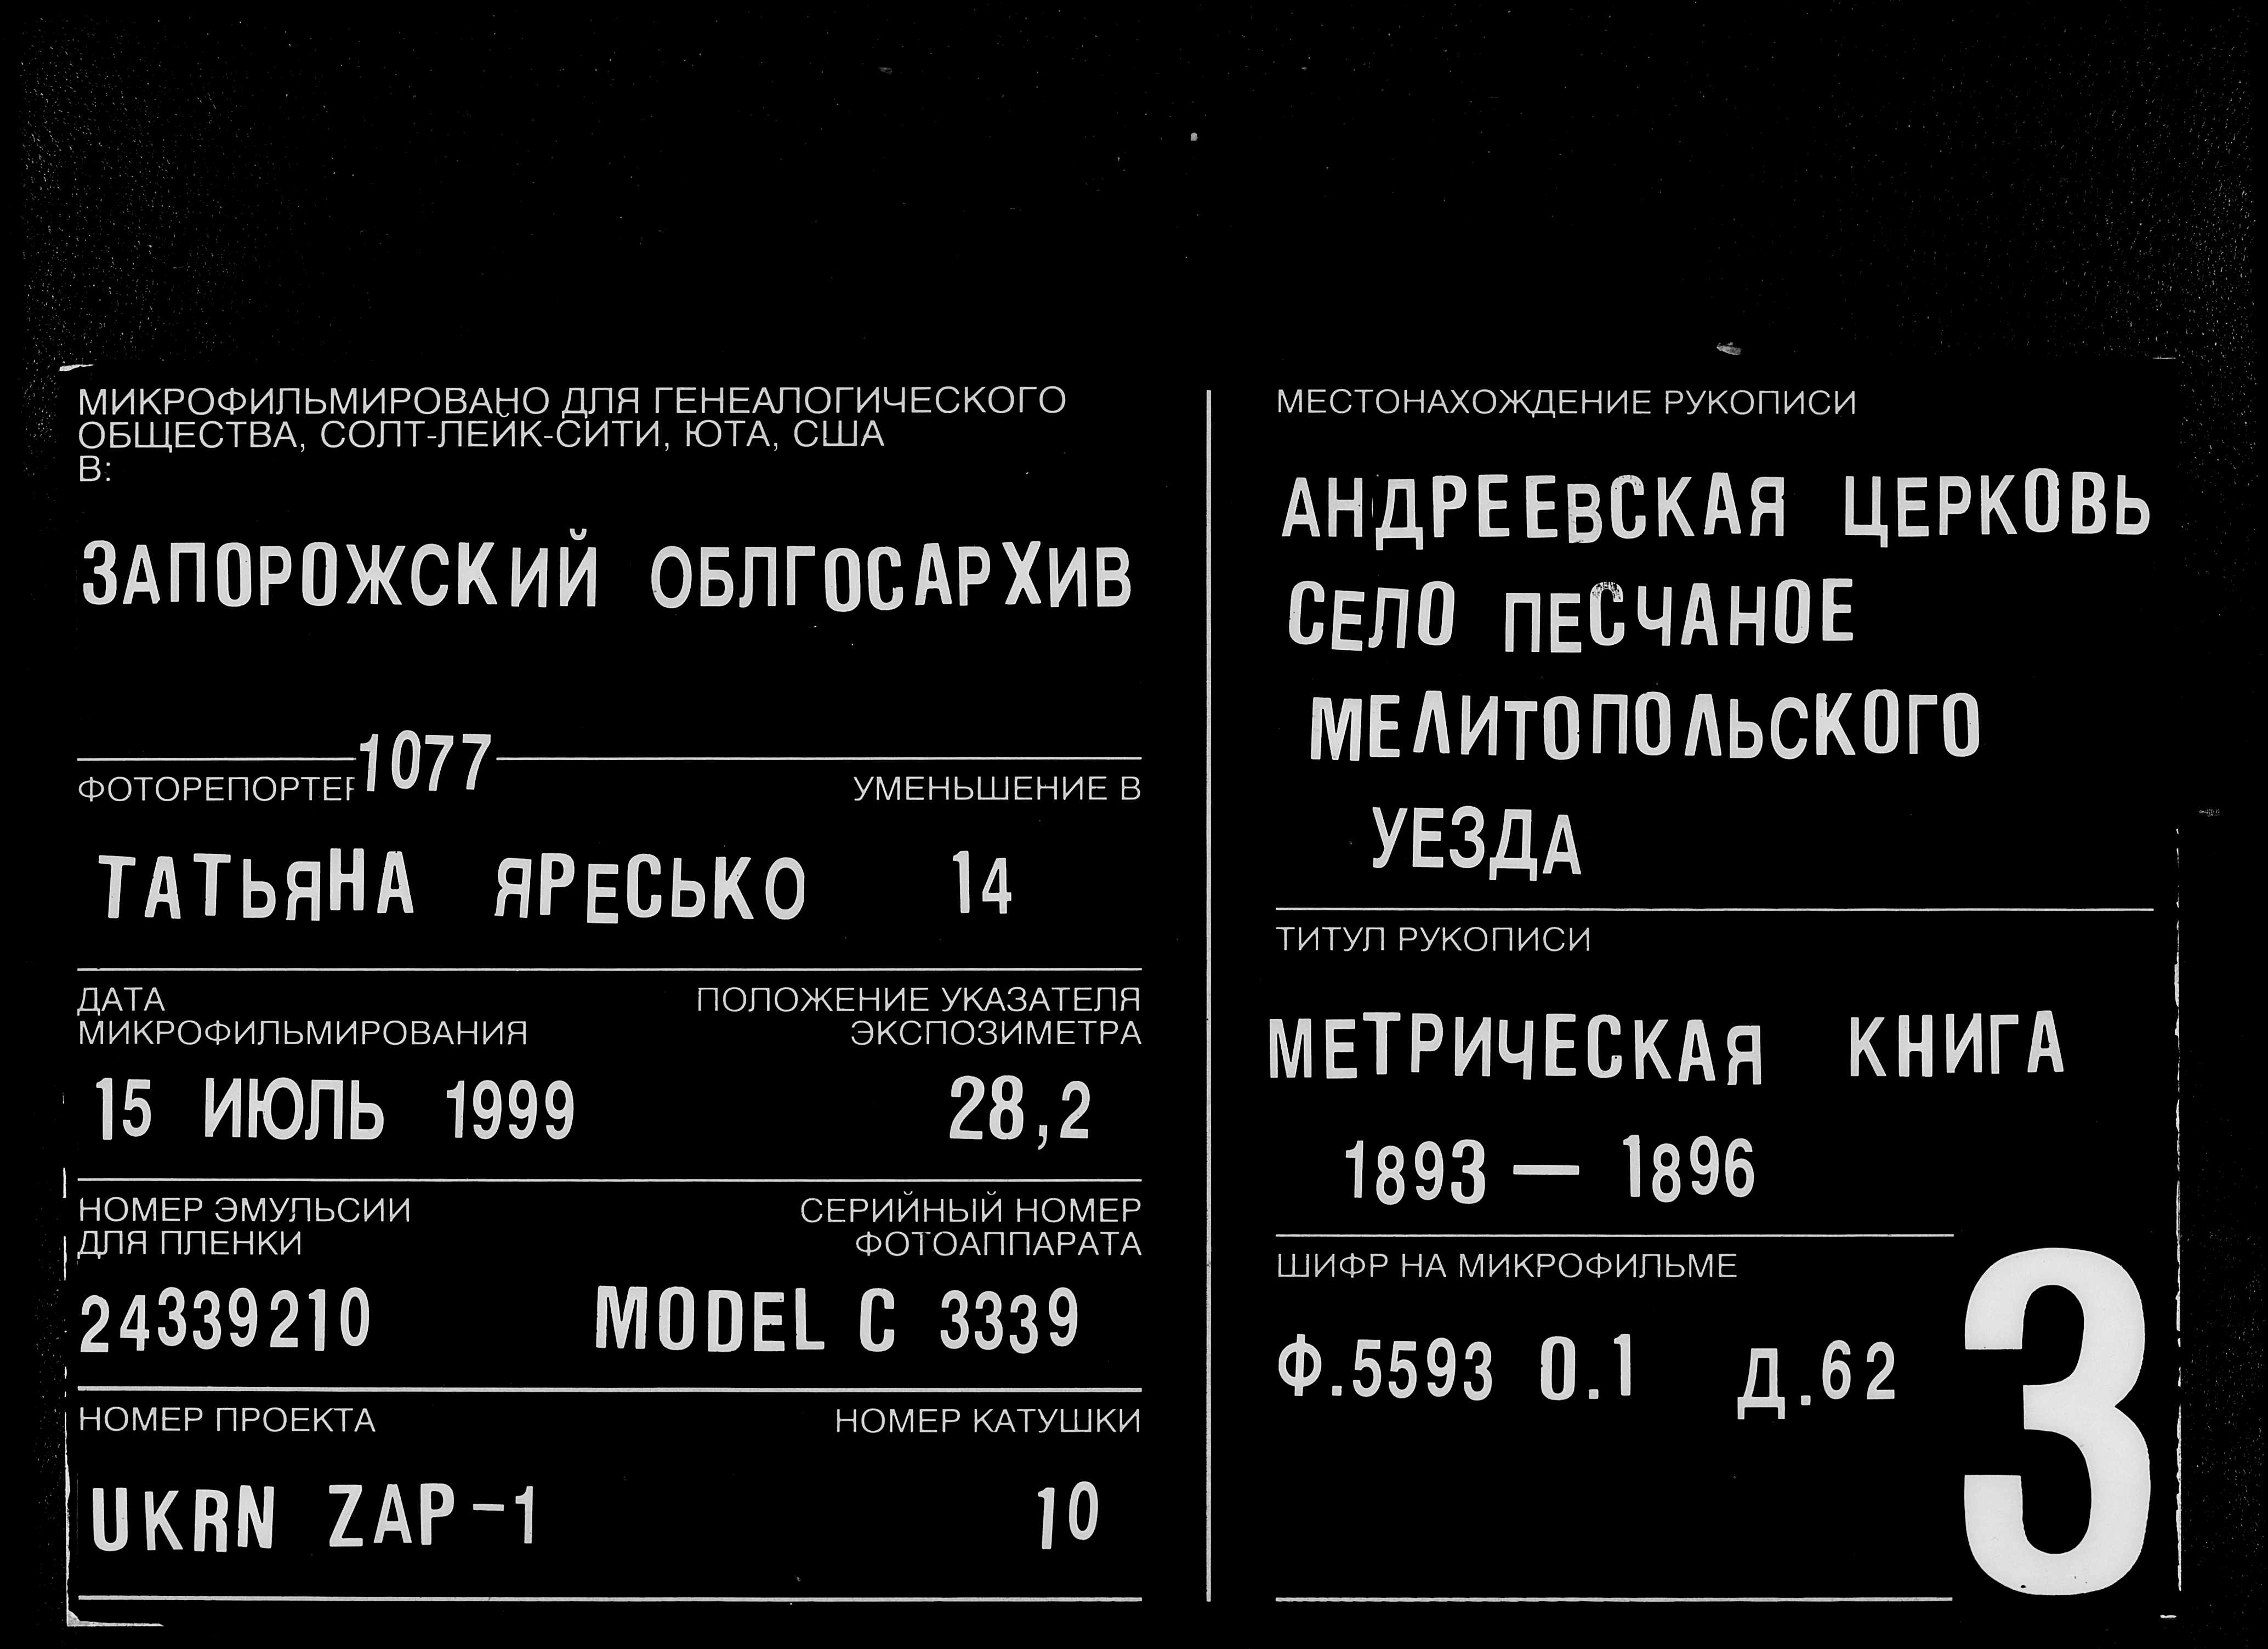 МИКРОФИЛЬМИРОВАНО ДЛЯ ГЕНЕАЛОГИЧЕСКОГО
ОБЩЕСТВА, СОЛТ-ЛЕЙК-СИТИ, ЮТА, США
В:
ЗАПОРОЖСКИЙ ОБЛГОСАРХИВ
1077
ФОТОРЕПОРТЕР УМЕНЬШЕНИЕ В
ТАТЬЯНА ЯРЕСЬКО 14
ДАТА ПОЛОЖЕНИЕ УКАЗАТЕЛЯ
МИКРОФИЛЬМИРОВАНИЯ ЭКСПОЗИМЕТРА
15 ИЮЛЬ 1999 28,2
НОМЕР ЭМУЛЬСИИ СЕРИЙНЫЙ НОМЕР
ДЛЯ ПЛЕНКИ ФОТОАППАРАТА
24339210 MODEL C 3339
НОМЕР ПРОЕКТА НОМЕР КАТУШКИ
UKRN ZAP-1 10
МЕСТОНАХОЖДЕНИЕ РУКОПИСИ
АНДРЕЕВСКАЯ ЦЕРКОВЬ
СЕЛО ПЕСЧАНОЕ
МЕЛИТОПОЛЬСКОГО
УЕЗДА
ТИТУЛ РУКОПИСИ
МЕТРИЧЕСКАЯ КНИГА
1893 — 1896
ШИФР НА МИКРОФИЛЬМЕ
Ф.5593 О.1 Д.62
3